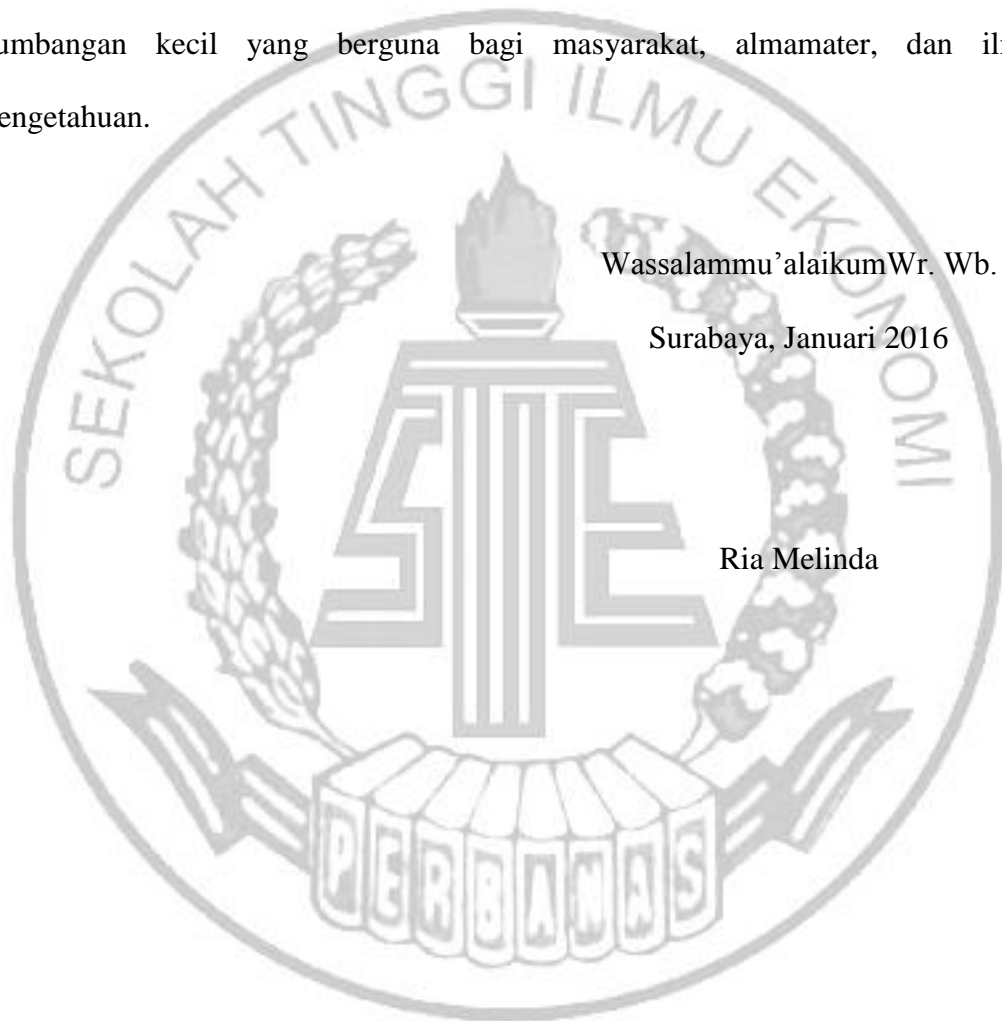 umbangan kecil yang berguna bagi masyarakat, almamater, dan il
engetahuan.
SEKOLAH TINGGI ILMU EKONOMI
Wassalammu’alaikumWr. Wb.
Surabaya, Januari 2016
STIE
Ria Melinda
PERBANAS